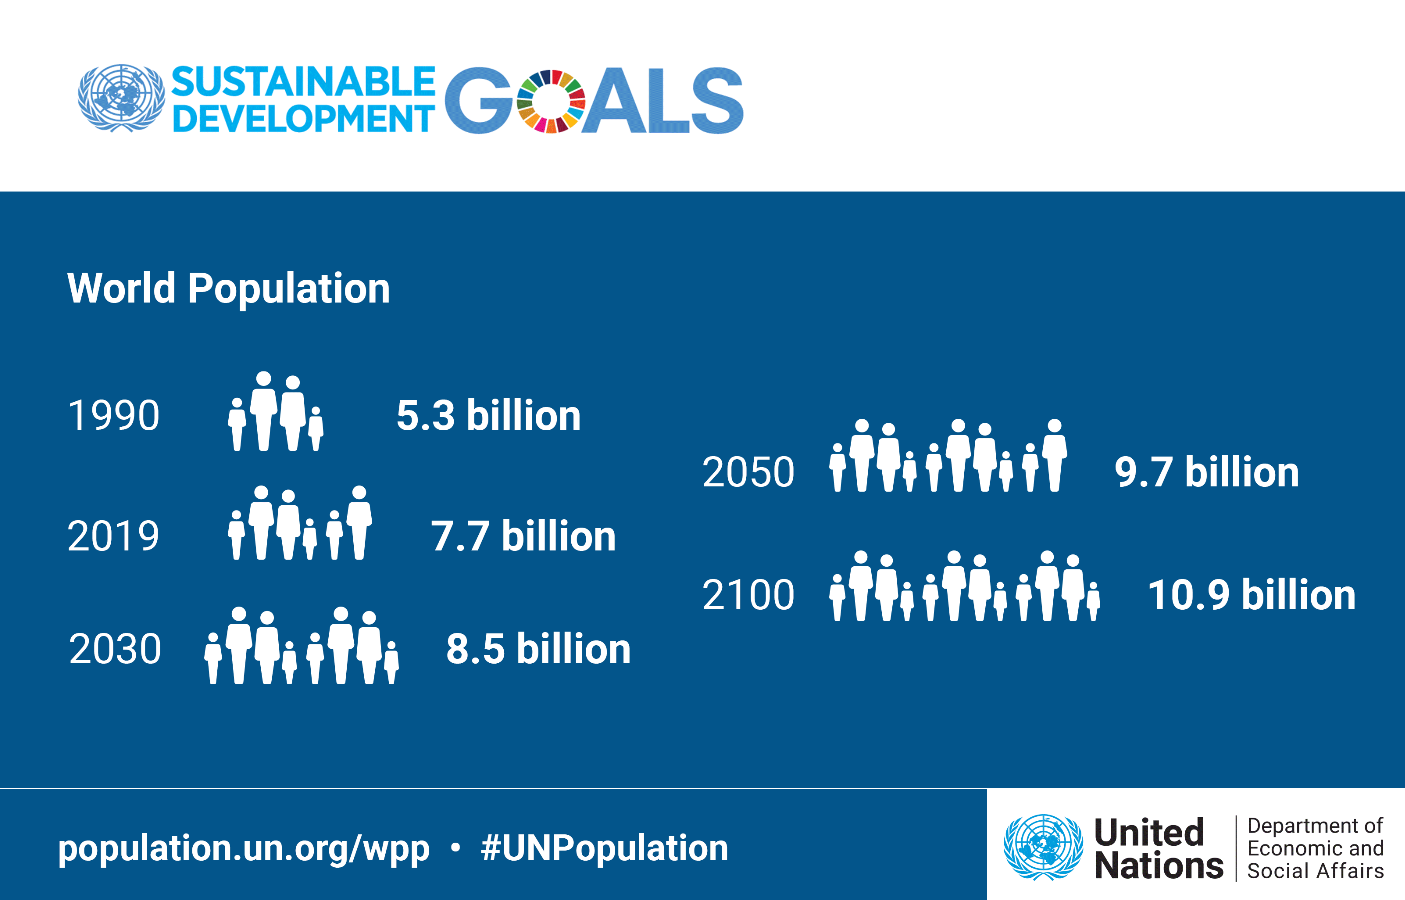 SUSTAINABLE
DEVELOPMENT
GOALS
World Population
1990 5.3 billion
2019 7.7 billion
2030 8.5 billion
2050 9.7 billion
2100 10.9 billion
population.un.org/wpp • #UNPopulation
United
Nations
Department of
Economic and
Social Affairs